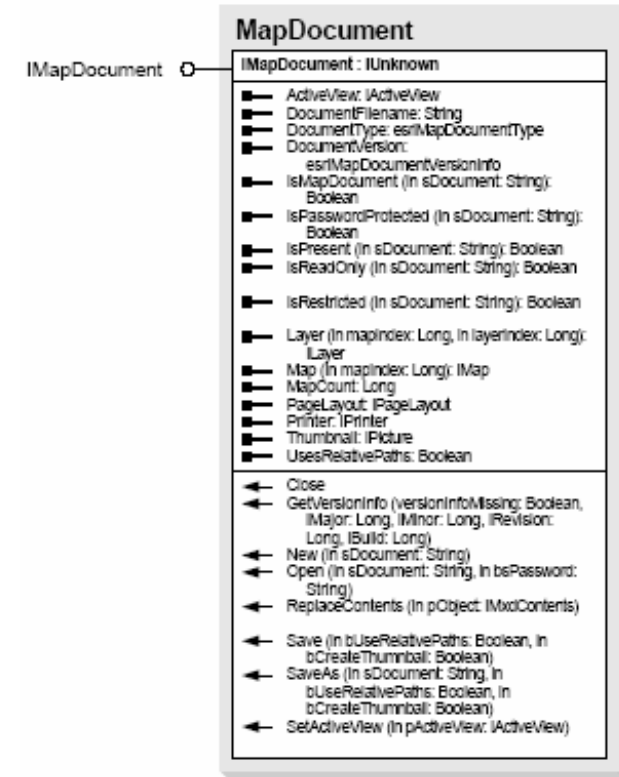 MapDocument
IMapDocument
IMapDocument : IUnknown
ActiveView: IActiveView
DocumentFilename: String
DocumentType: esriMapDocumentType
DocumentVersion:
esriMapDocumentVersionInfo
IsMapDocument (in sDocument: String):
Boolean
IsPasswordProtected (in sDocument: String):
Boolean
IsPresent (in sDocument: String): Boolean
IsReadOnly (in sDocument: String): Boolean
IsRestricted (in sDocument: String): Boolean
Layer (in mapIndex: Long, in layerIndex: Long):
ILayer
Map (in mapIndex: Long): IMap
MapCount: Long
PageLayout: IPageLayout
Printer: IPrinter
Thumbnail: IPicture
UsesRelativePaths: Boolean
Close
GetVersionInfo (versionInfoMissing: Boolean,
lMajor: Long, lMinor: Long, lRevision:
Long, lBuild: Long)
New (in sDocument: String)
Open (in sDocument: String, in bsPassword:
String)
ReplaceContents (in pObject: IMxdContents)
Save (in bUseRelativePaths: Boolean, in
bCreateThumnbail: Boolean)
SaveAs (in sDocument: String, in
bUseRelativePaths: Boolean, in
bCreateThumnbail: Boolean)
SetActiveView (in pActiveView: IActiveView)